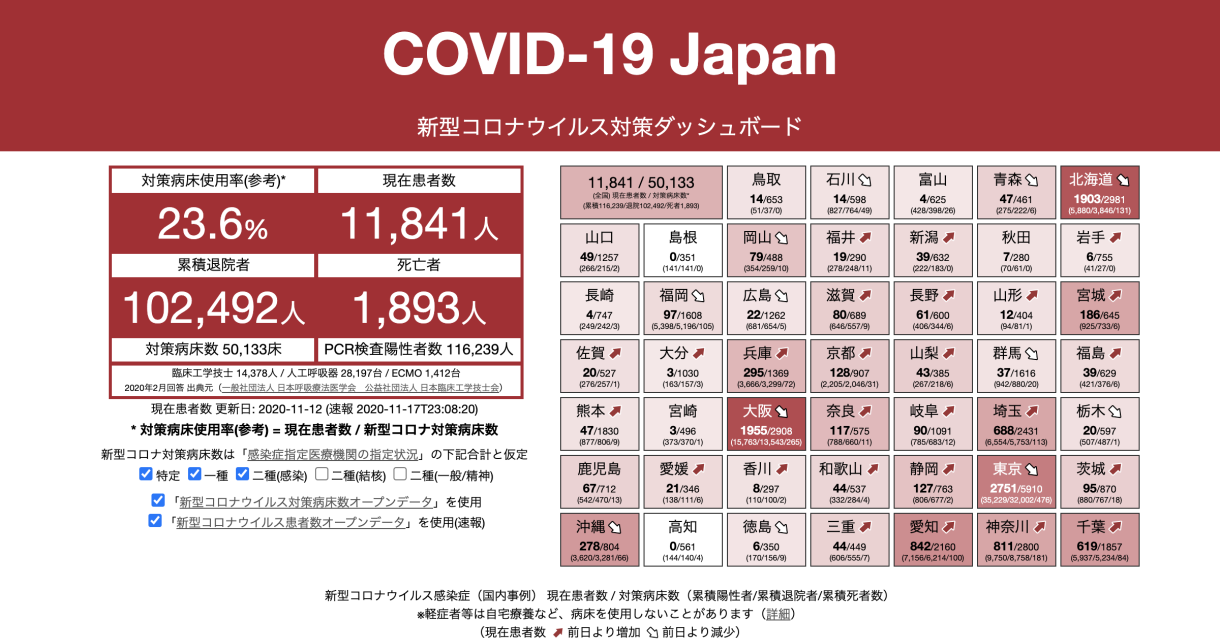 COVID-19 Japan
新型コロナウイルス対策ダッシュボード
対策病床使用率(参考)* 現在患者数
23.6% 11,841人
累積退院者 死亡者
102,492人 1,893人
対策病床数 50,133床 PCR検査陽性者数 116,239人
臨床工学技士 14,378人 / 人工呼吸器 28,197台 / ECMO 1,412台
2020年2月回答 出典元（一般社団法人 日本呼吸療法医学会　公益社団法人 日本臨床工学技士会）
現在患者数 更新日: 2020-11-12 (速報 2020-11-17T23:08:20)
* 対策病床使用率(参考) = 現在患者数 / 新型コロナ対策病床数
新型コロナ対策病床数は「感染症指定医療機関の指定状況」の下記合計と仮定
特定 一種 二種(感染) 二種(結核) 二種(一般/精神)
「新型コロナウイルス対策病床数オープンデータ」を使用
「新型コロナウイルス患者数オープンデータ」を使用(速報)
11,841 / 50,133
(全国) 現在患者数 / 対策病床数*
(累積116,239/退院102,492/死者1,893)
鳥取
14/653
(51/37/0)
石川
14/598
(827/764/49)
富山
4/625
(428/398/26)
青森
47/461
(275/222/6)
北海道
1903/2981
(5,880/3,846/131)
山口
49/1257
(266/215/2)
島根
0/351
(141/141/0)
岡山
79/488
(354/259/10)
福井
19/290
(278/248/11)
新潟
39/632
(222/183/0)
秋田
7/280
(70/61/0)
岩手
6/755
(41/27/0)
長崎
4/747
(249/242/3)
福岡
97/1608
(5,398/5,196/105)
広島
22/1262
(681/654/5)
滋賀
80/689
(646/557/9)
長野
61/600
(406/344/6)
山形
12/404
(94/81/1)
宮城
186/645
(925/733/6)
佐賀
20/527
(276/257/1)
大分
3/1030
(163/157/3)
兵庫
295/1369
(3,666/3,299/72)
京都
128/907
(2,205/2,046/31)
山梨
43/385
(267/218/6)
群馬
37/1616
(942/880/20)
福島
39/629
(421/376/6)
熊本
47/1830
(877/806/9)
宮崎
3/496
(373/370/1)
大阪
1955/2908
(15,763/13,543/265)
奈良
117/575
(788/660/11)
岐阜
90/1091
(785/683/12)
埼玉
688/2431
(6,554/5,753/113)
栃木
20/597
(507/487/1)
鹿児島
67/712
(542/470/13)
愛媛
21/346
(138/111/6)
香川
8/297
(110/100/2)
和歌山
44/537
(332/284/4)
静岡
127/763
(806/677/2)
東京
2751/5910
(35,229/32,002/476)
茨城
95/870
(880/767/18)
沖縄
278/804
(3,620/3,281/66)
高知
0/561
(144/140/4)
徳島
6/350
(170/156/9)
三重
44/449
(606/555/7)
愛知
842/2160
(7,156/6,214/100)
神奈川
811/2800
(9,750/8,758/181)
千葉
619/1857
(5,937/5,234/84)
新型コロナウイルス感染症（国内事例） 現在患者数 / 対策病床数（累積陽性者/累積退院者/累積死者数）
※軽症者等は自宅療養など、病床を使用しないことがあります（詳細）
（現在患者数 前日より増加 前日より減少）